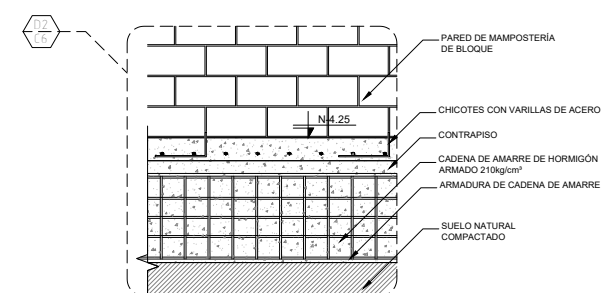 D2
C6
PARED DE MAMPOSTERÍA
DE BLOQUE
N-4.25
CHICOTES CON VARILLAS DE ACERO
CONTRAPISO
CADENA DE AMARRE DE HORMIGÓN
ARMADO 210kg/cm³
ARMADURA DE CADENA DE AMARRE
SUELO NATURAL
COMPACTADO